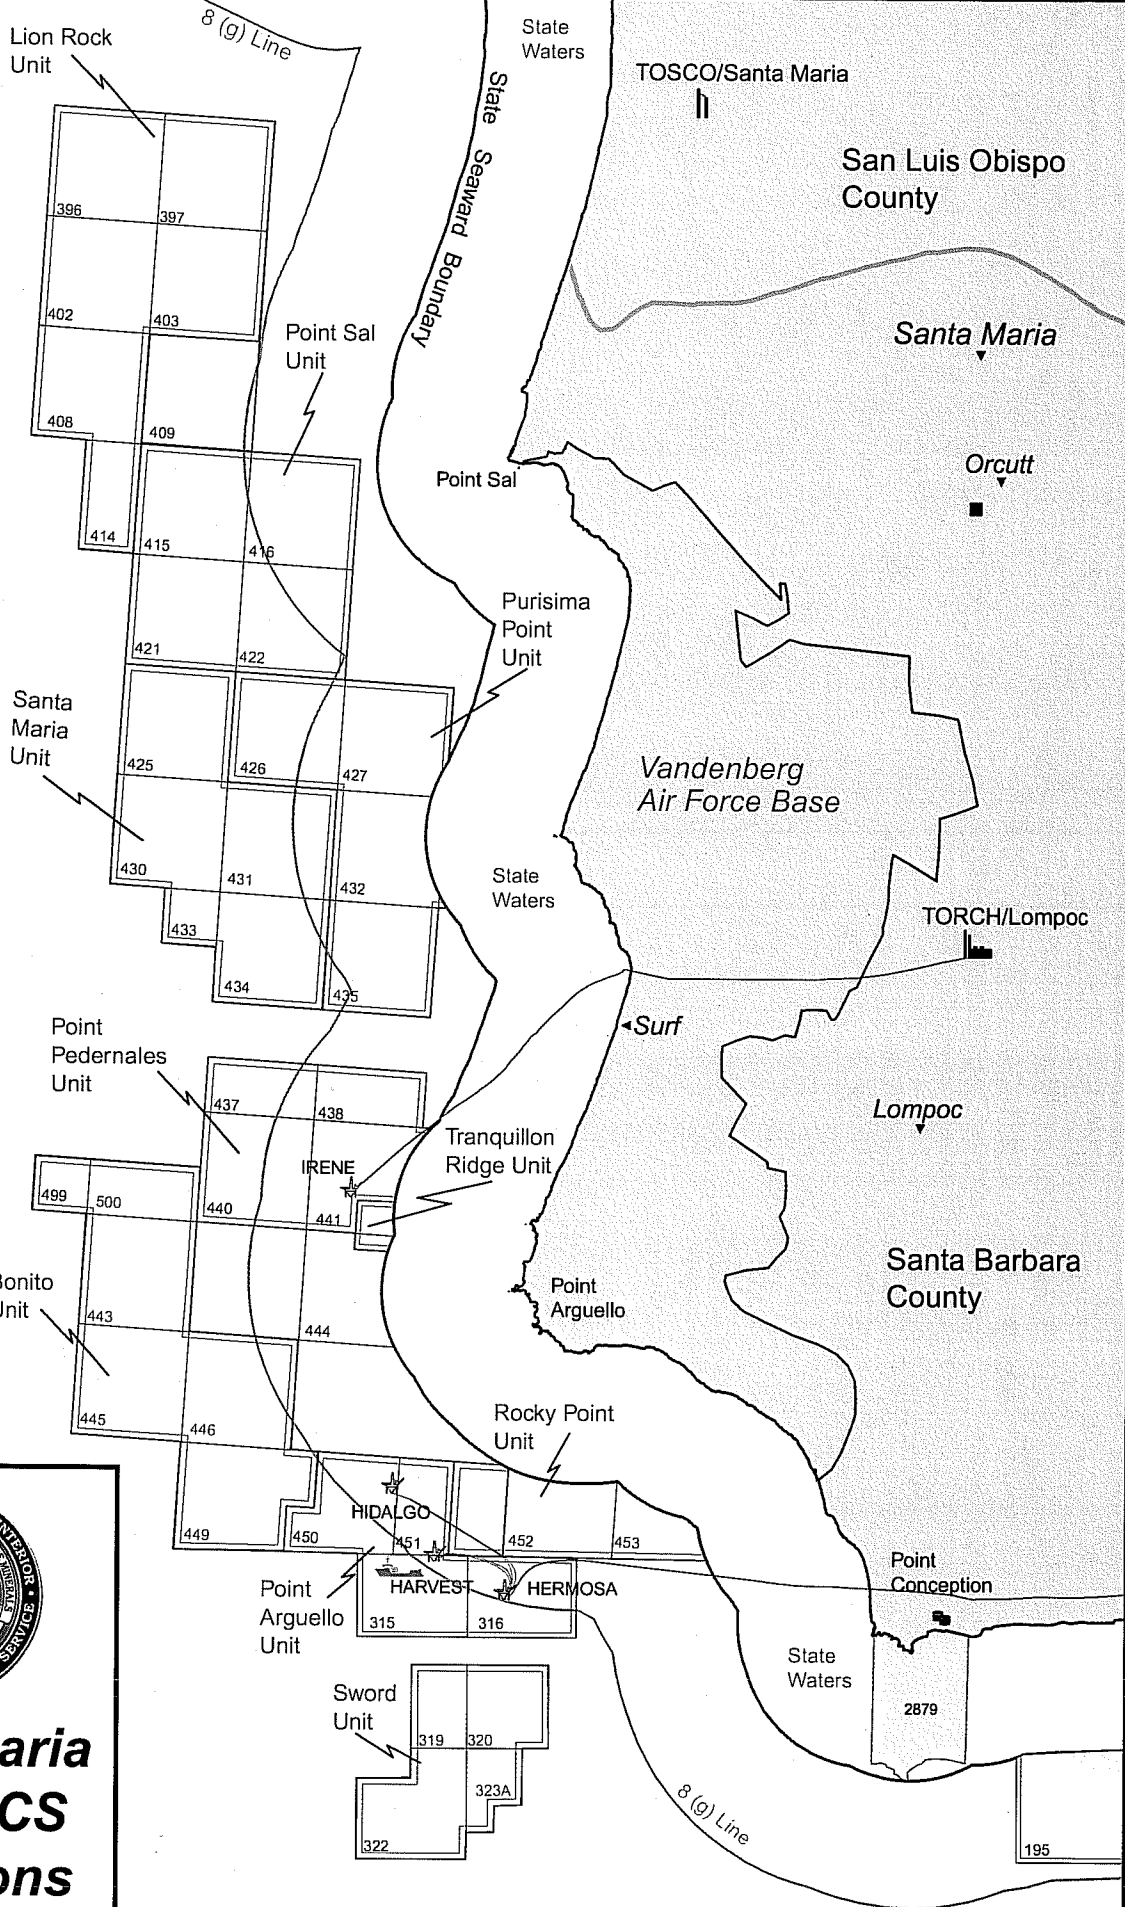 8 (g) Line
State
Waters
Lion Rock
Unit
TOSCO/Santa Maria
State Seaward Boundary
San Luis Obispo
County
396
397
402
403
Point Sal
Unit
Santa Maria
408
409
Orcutt
Point Sal
414
415
416
Purisima
Point
Unit
421
422
Santa
Maria
Unit
425
426
427
Vandenberg
Air Force Base
430
431
432
State
Waters
TORCH/Lompoc
433
434
435
Surf
Point
Pedernales
Unit
437
438
Lompoc
Tranquillon
Ridge Unit
IRENE
499
500
440
441
Santa Barbara
County
Point
Arguello
Unit
443
444
445
446
Rocky Point
Unit
HIDALGO
449
450
451
452
453
INTERIOR
MINERALS
SERVICE
Point
Conception
HARVEST
HERMOSA
Point
Arguello
Unit
315
316
State
Waters
2879
Sword
Unit
319
320
323A
322
8 (g) Line
195
aria
CS
ons